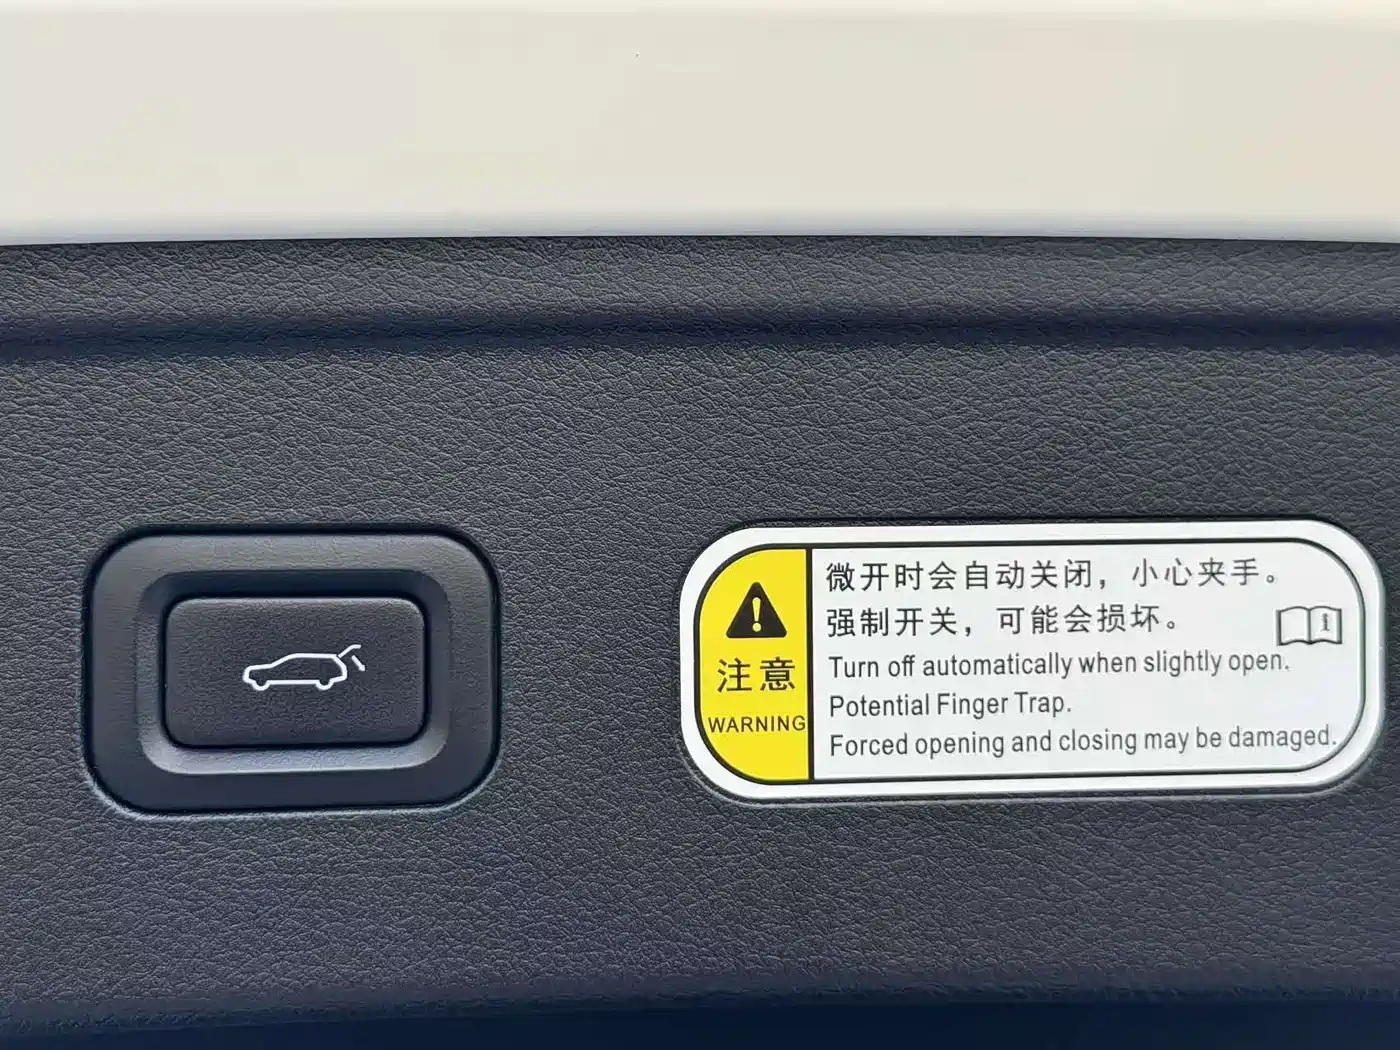 微开时会自动关闭，小心夹手。
强制开关，可能会损坏。
注意
WARNING
Turn off automatically when slightly open.
Potential Finger Trap.
Forced opening and closing may be damaged.
i